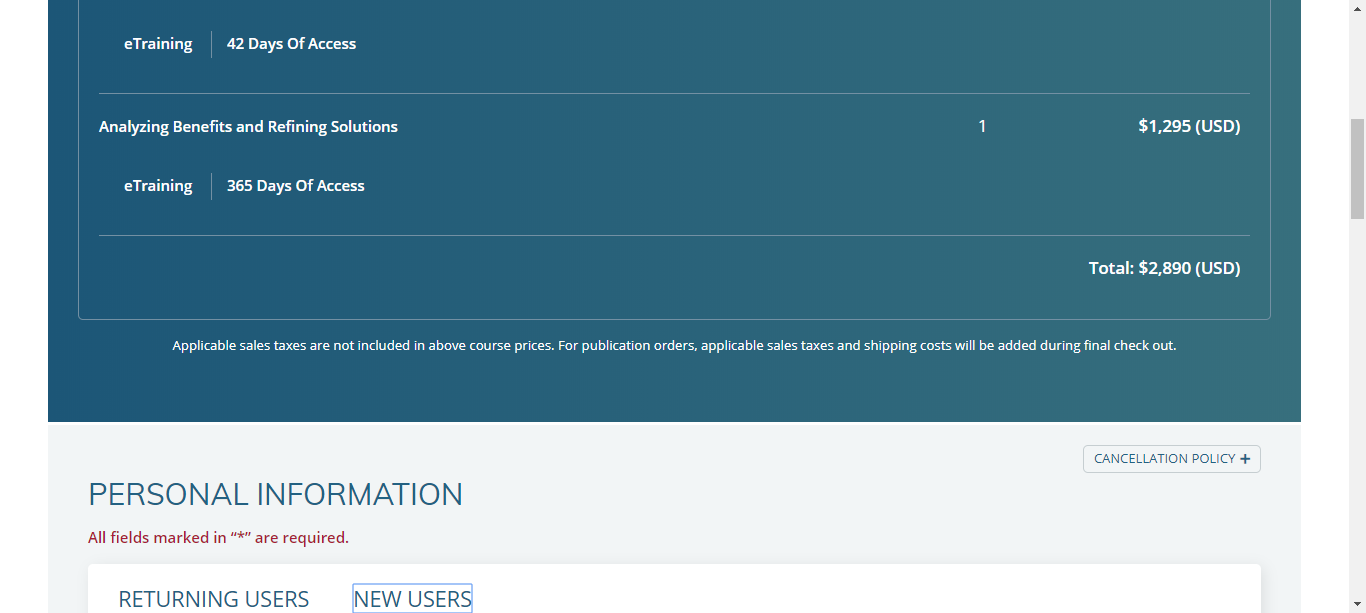 eTraining 42 Days Of Access
Analyzing Benefits and Refining Solutions 1 $1,295 (USD)
eTraining 365 Days Of Access
Total: $2,890 (USD)
Applicable sales taxes are not included in above course prices. For publication orders, applicable sales taxes and shipping costs will be added during final check out.
CANCELLATION POLICY +
PERSONAL INFORMATION
All fields marked in “*” are required.
RETURNING USERS NEW USERS